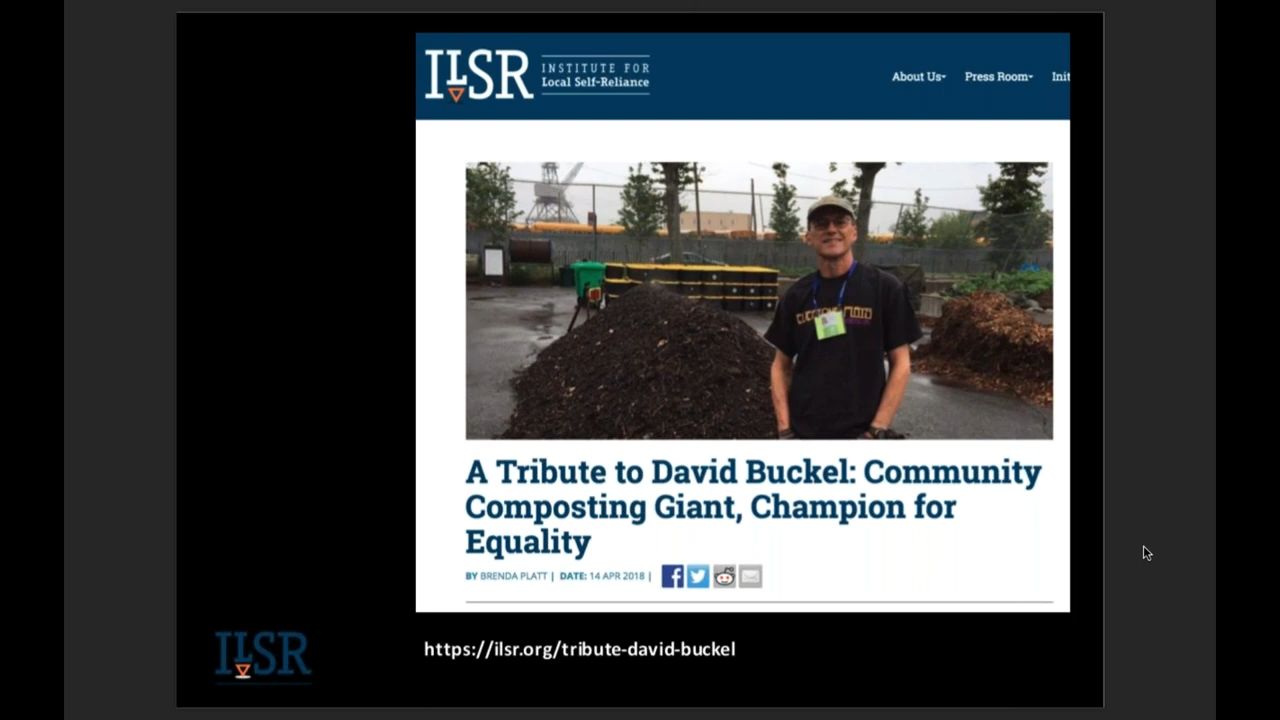 ILSR
INSTITUTE FOR
Local Self-Reliance
About Us
Press Room
Init
A Tribute to David Buckel: Community
Composting Giant, Champion for
Equality
BY BRENDA PLATT | DATE: 14 APR 2018 |
ILSR
https://ilsr.org/tribute-david-buckel